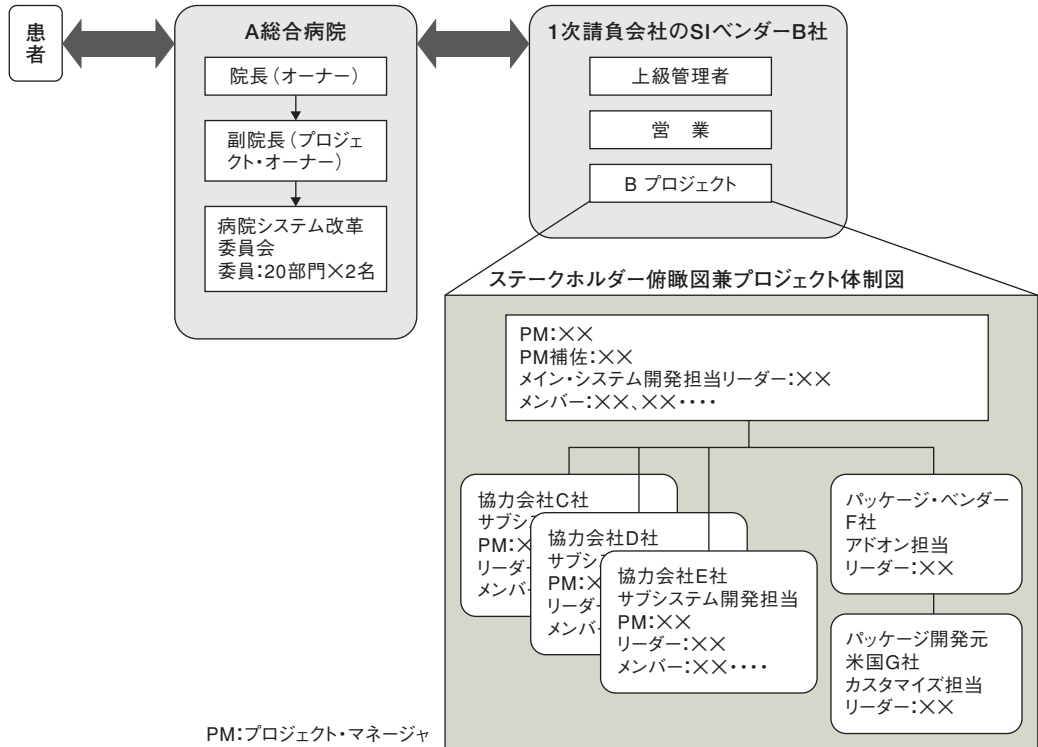 患者
A総合病院
院長(オーナー)
副院長(プロジェ
クト・オーナー)
病院システム改革
委員会
委員:20部門×2名
1次請負会社のSIベンダーB社
上級管理者
営 業
B プロジェクト
ステークホルダー俯瞰図兼プロジェクト体制図
PM:××
PM補佐:××
メイン・システム開発担当リーダー:××
メンバー:××、××・・・・
協力会社C社
サブシ
PM:×
リーダー
メンバー
協力会社D社
サブシ
PM:×
リーダー
メンバー
協力会社E社
サブシステム開発担当
PM:××
リーダー:××
メンバー:××・・・・
パッケージ・ベンダー
F社
アドオン担当
リーダー:××
パッケージ開発元
米国G社
カスタマイズ担当
リーダー:××
PM:プロジェクト・マネージャ